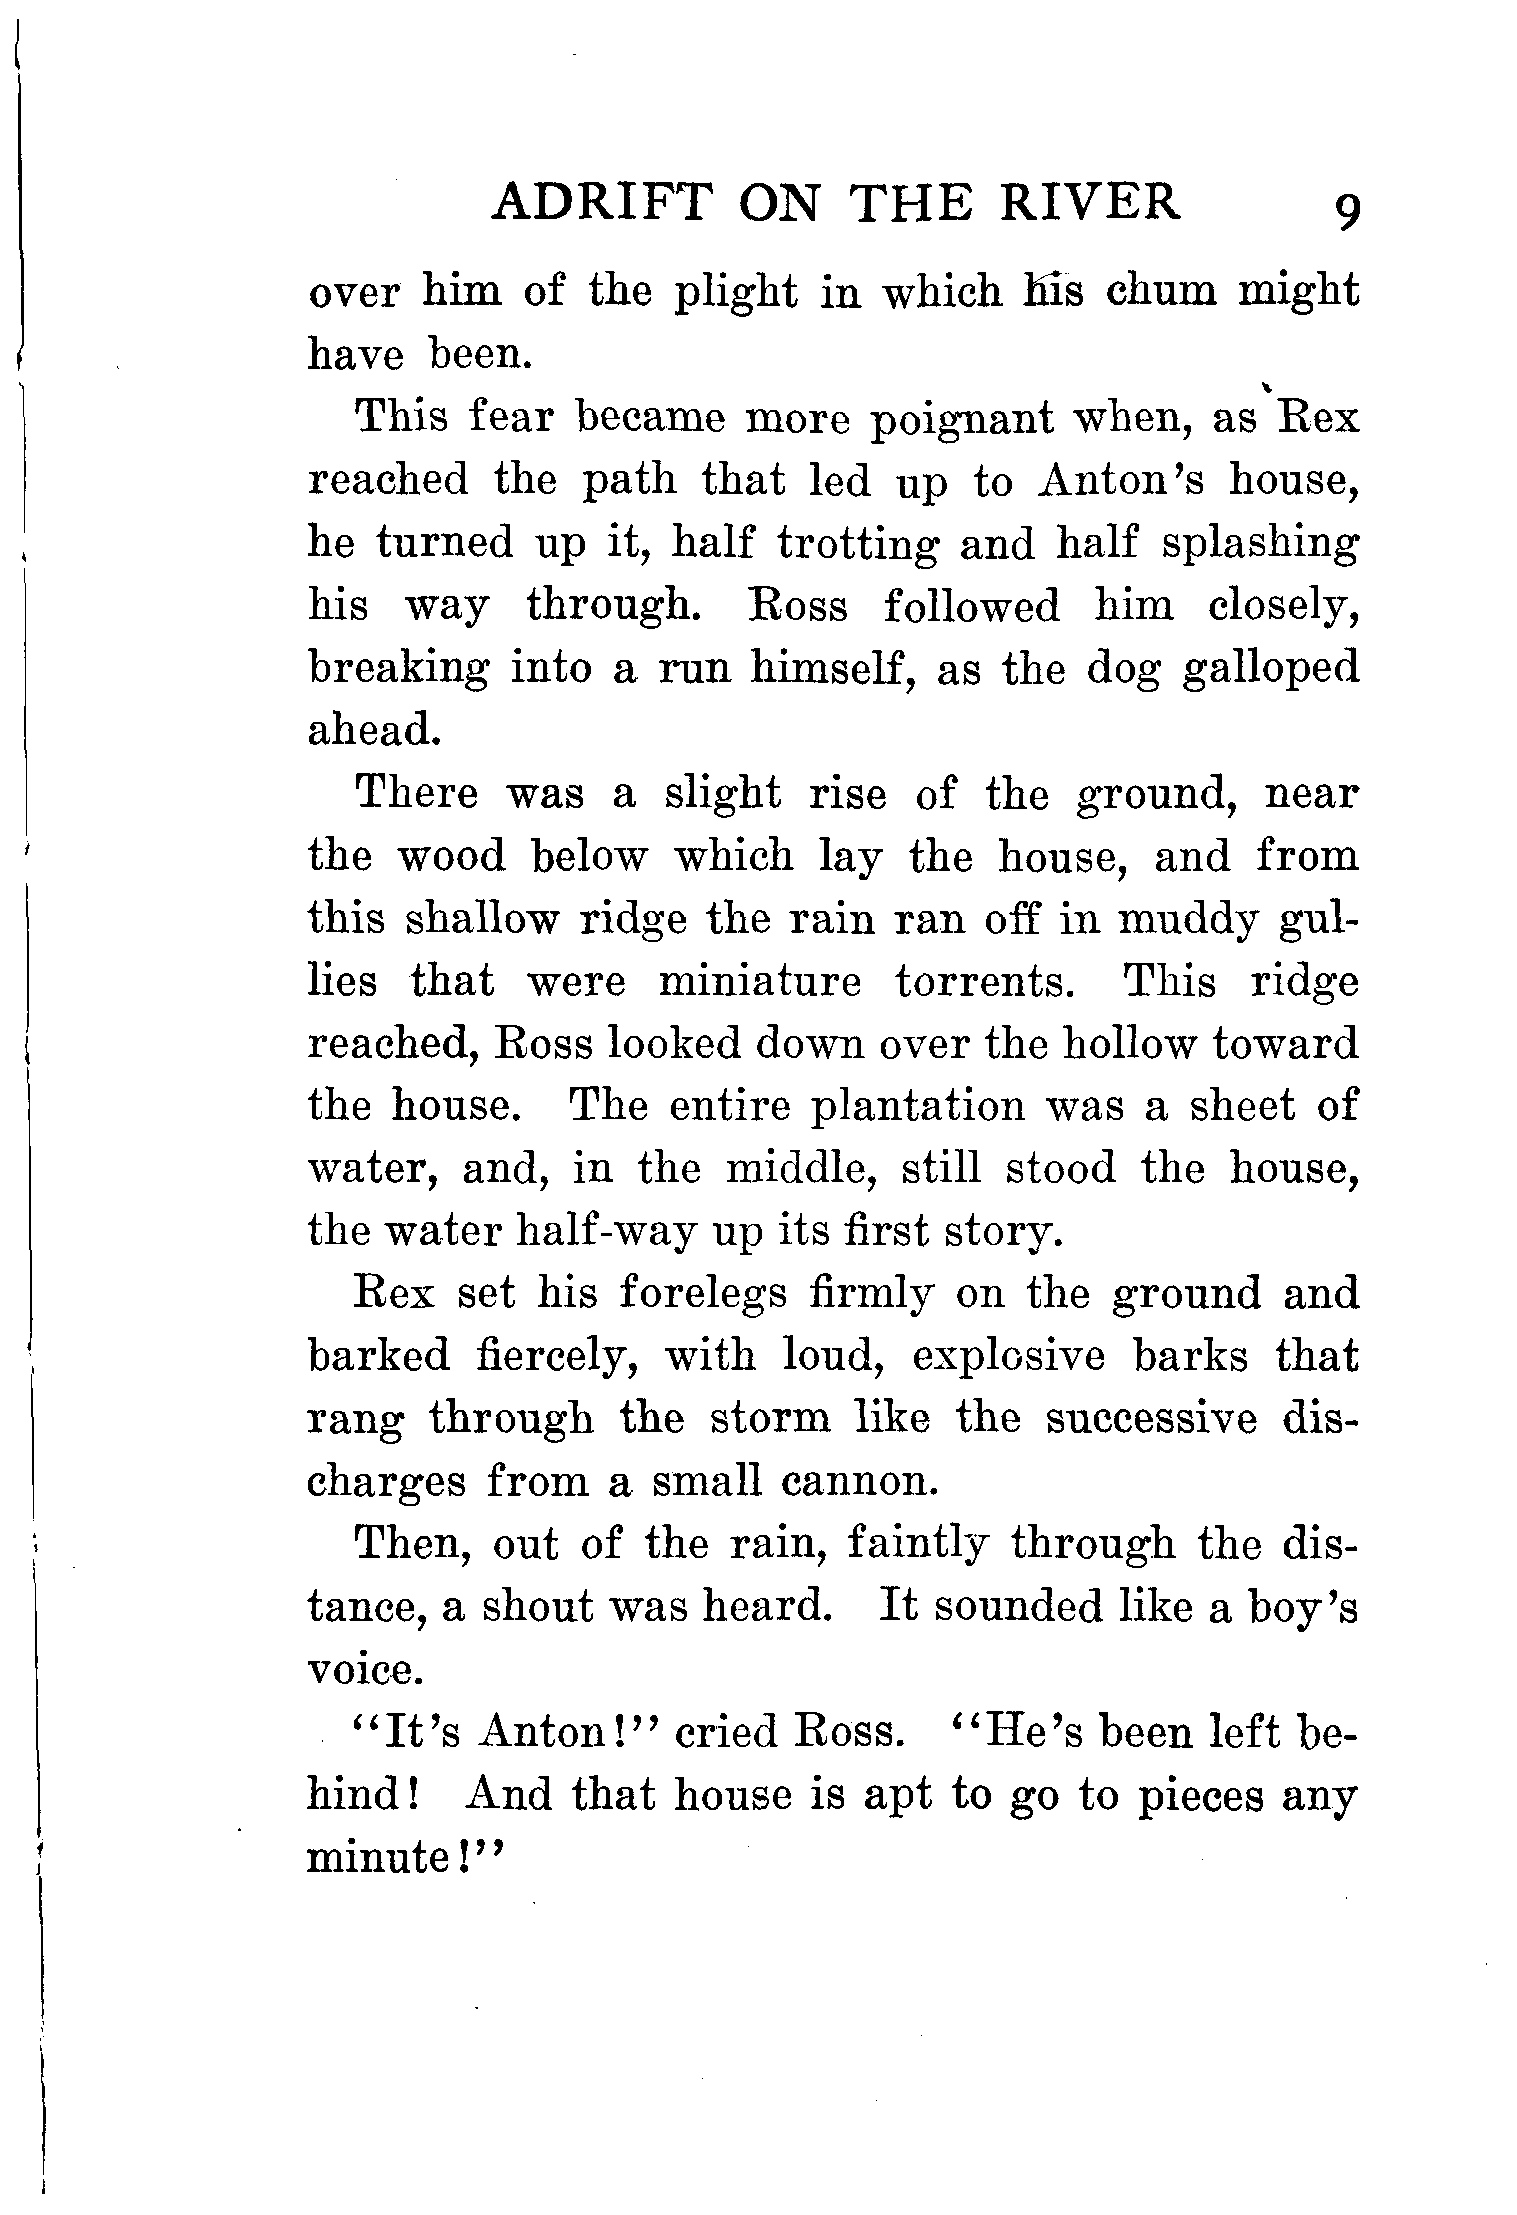 ADRIFT ON THE RIVER 9
over him of the plight in which his chum might
have been.
This fear became more poignant when, as Rex
reached the path that led up to Anton's house,
he turned up it, half trotting and half splashing
his way through. Ross followed him closely,
breaking into a run himself, as the dog galloped
ahead.
There was a slight rise of the ground, near
the wood below which lay the house, and from
this shallow ridge the rain ran off in muddy gul-
lies that were miniature torrents. This ridge
reached, Ross looked down over the hollow toward
the house. The entire plantation was a sheet of
water, and, in the middle, still stood the house,
the water half-way up its first story.
Rex set his forelegs firmly on the ground and
barked fiercely, with loud, explosive barks that
rang through the storm like the successive dis-
charges from a small cannon.
Then, out of the rain, faintly through the dis-
tance, a shout was heard. It sounded like a boy's
voice.
"It's Anton!" cried Ross. "He's been left be-
hind! And that house is apt to go to pieces any
minute!"